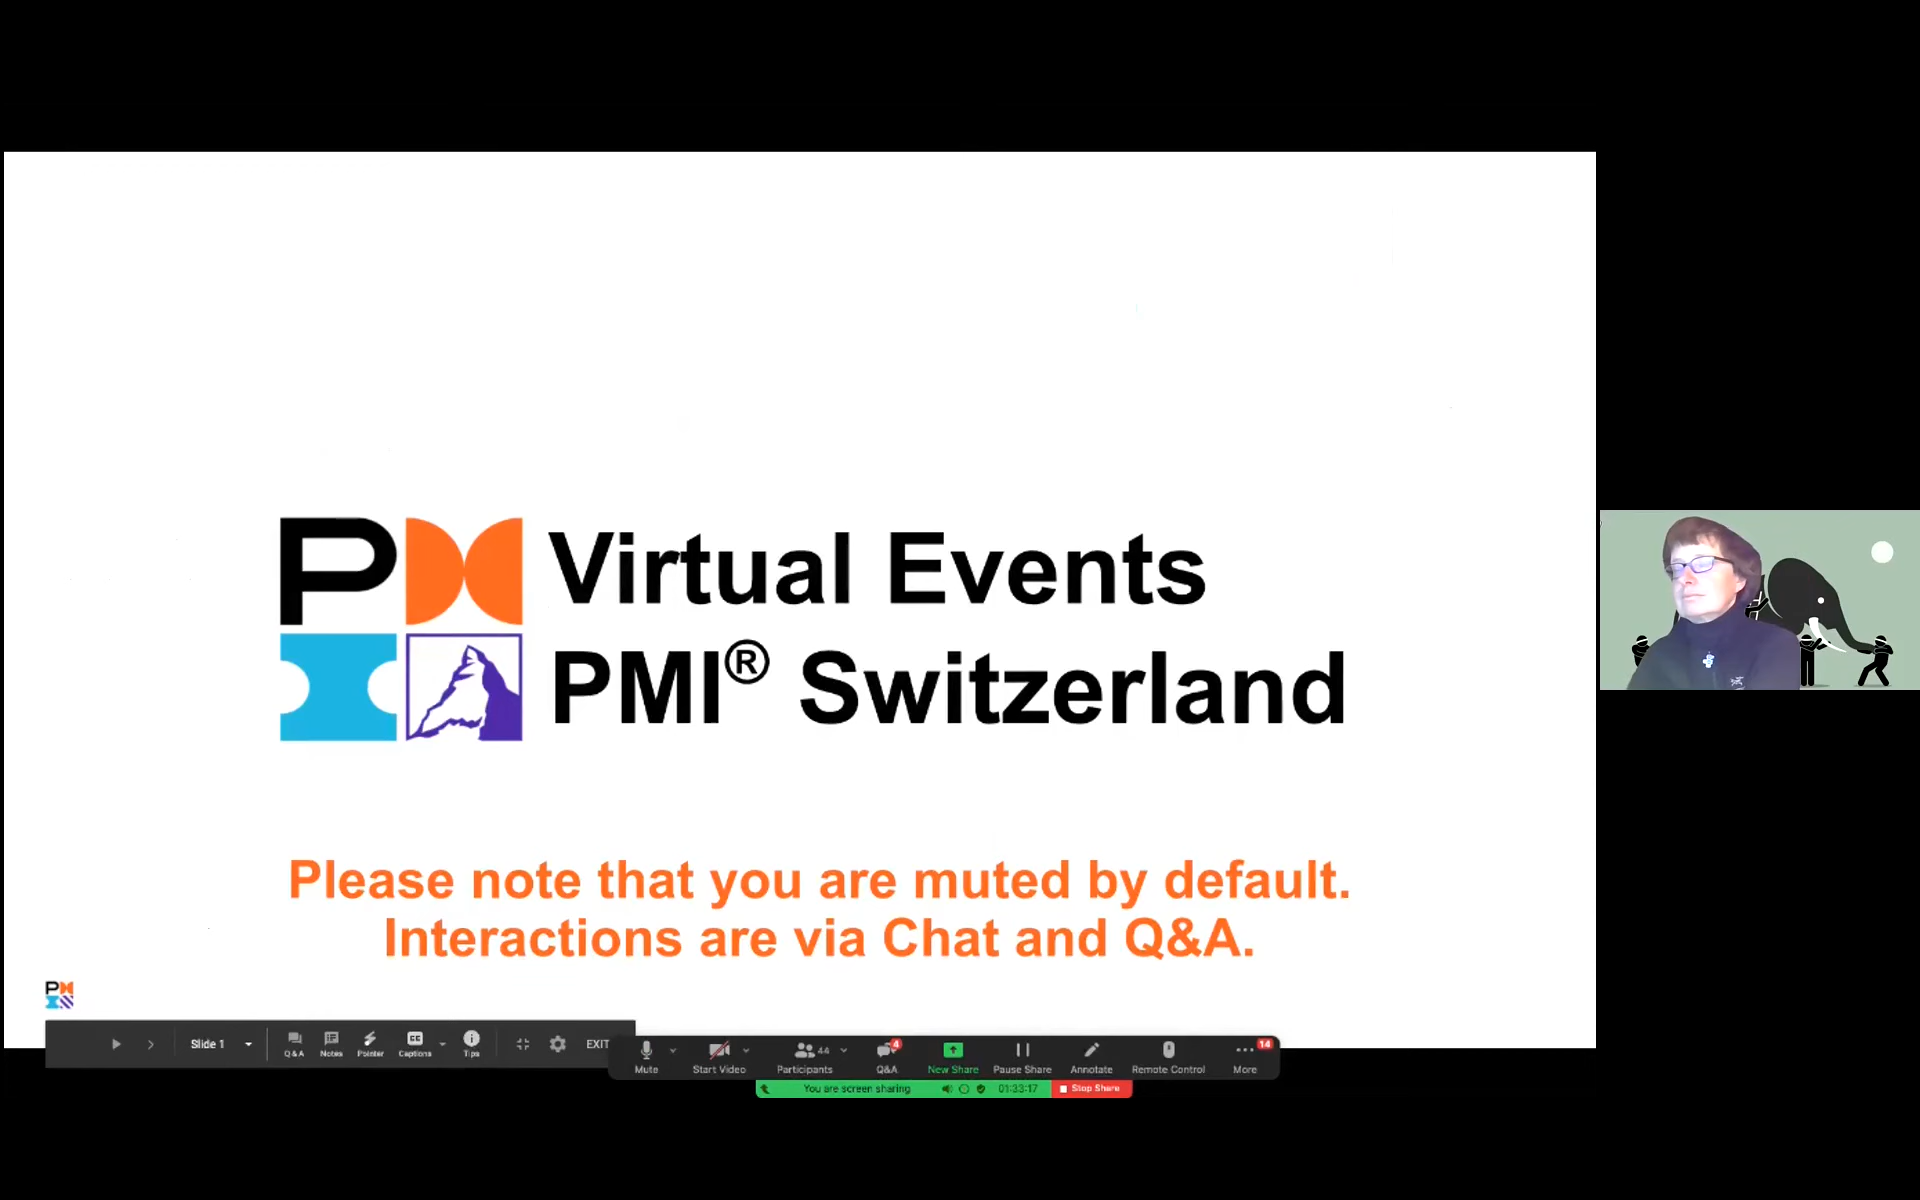 Virtual Events
PMI® Switzerland
Please note that you are muted by default.
Interactions are via Chat and Q&A.
Slide 1
Q&A
Notes
Pointer
CC
Captions
Tips
EXIT
Mute
Start Video
44
Participants
4
Q&A
New Share
Pause Share
Annotate
Remote Control
14
More
You are screen sharing
01:33:17
Stop Share